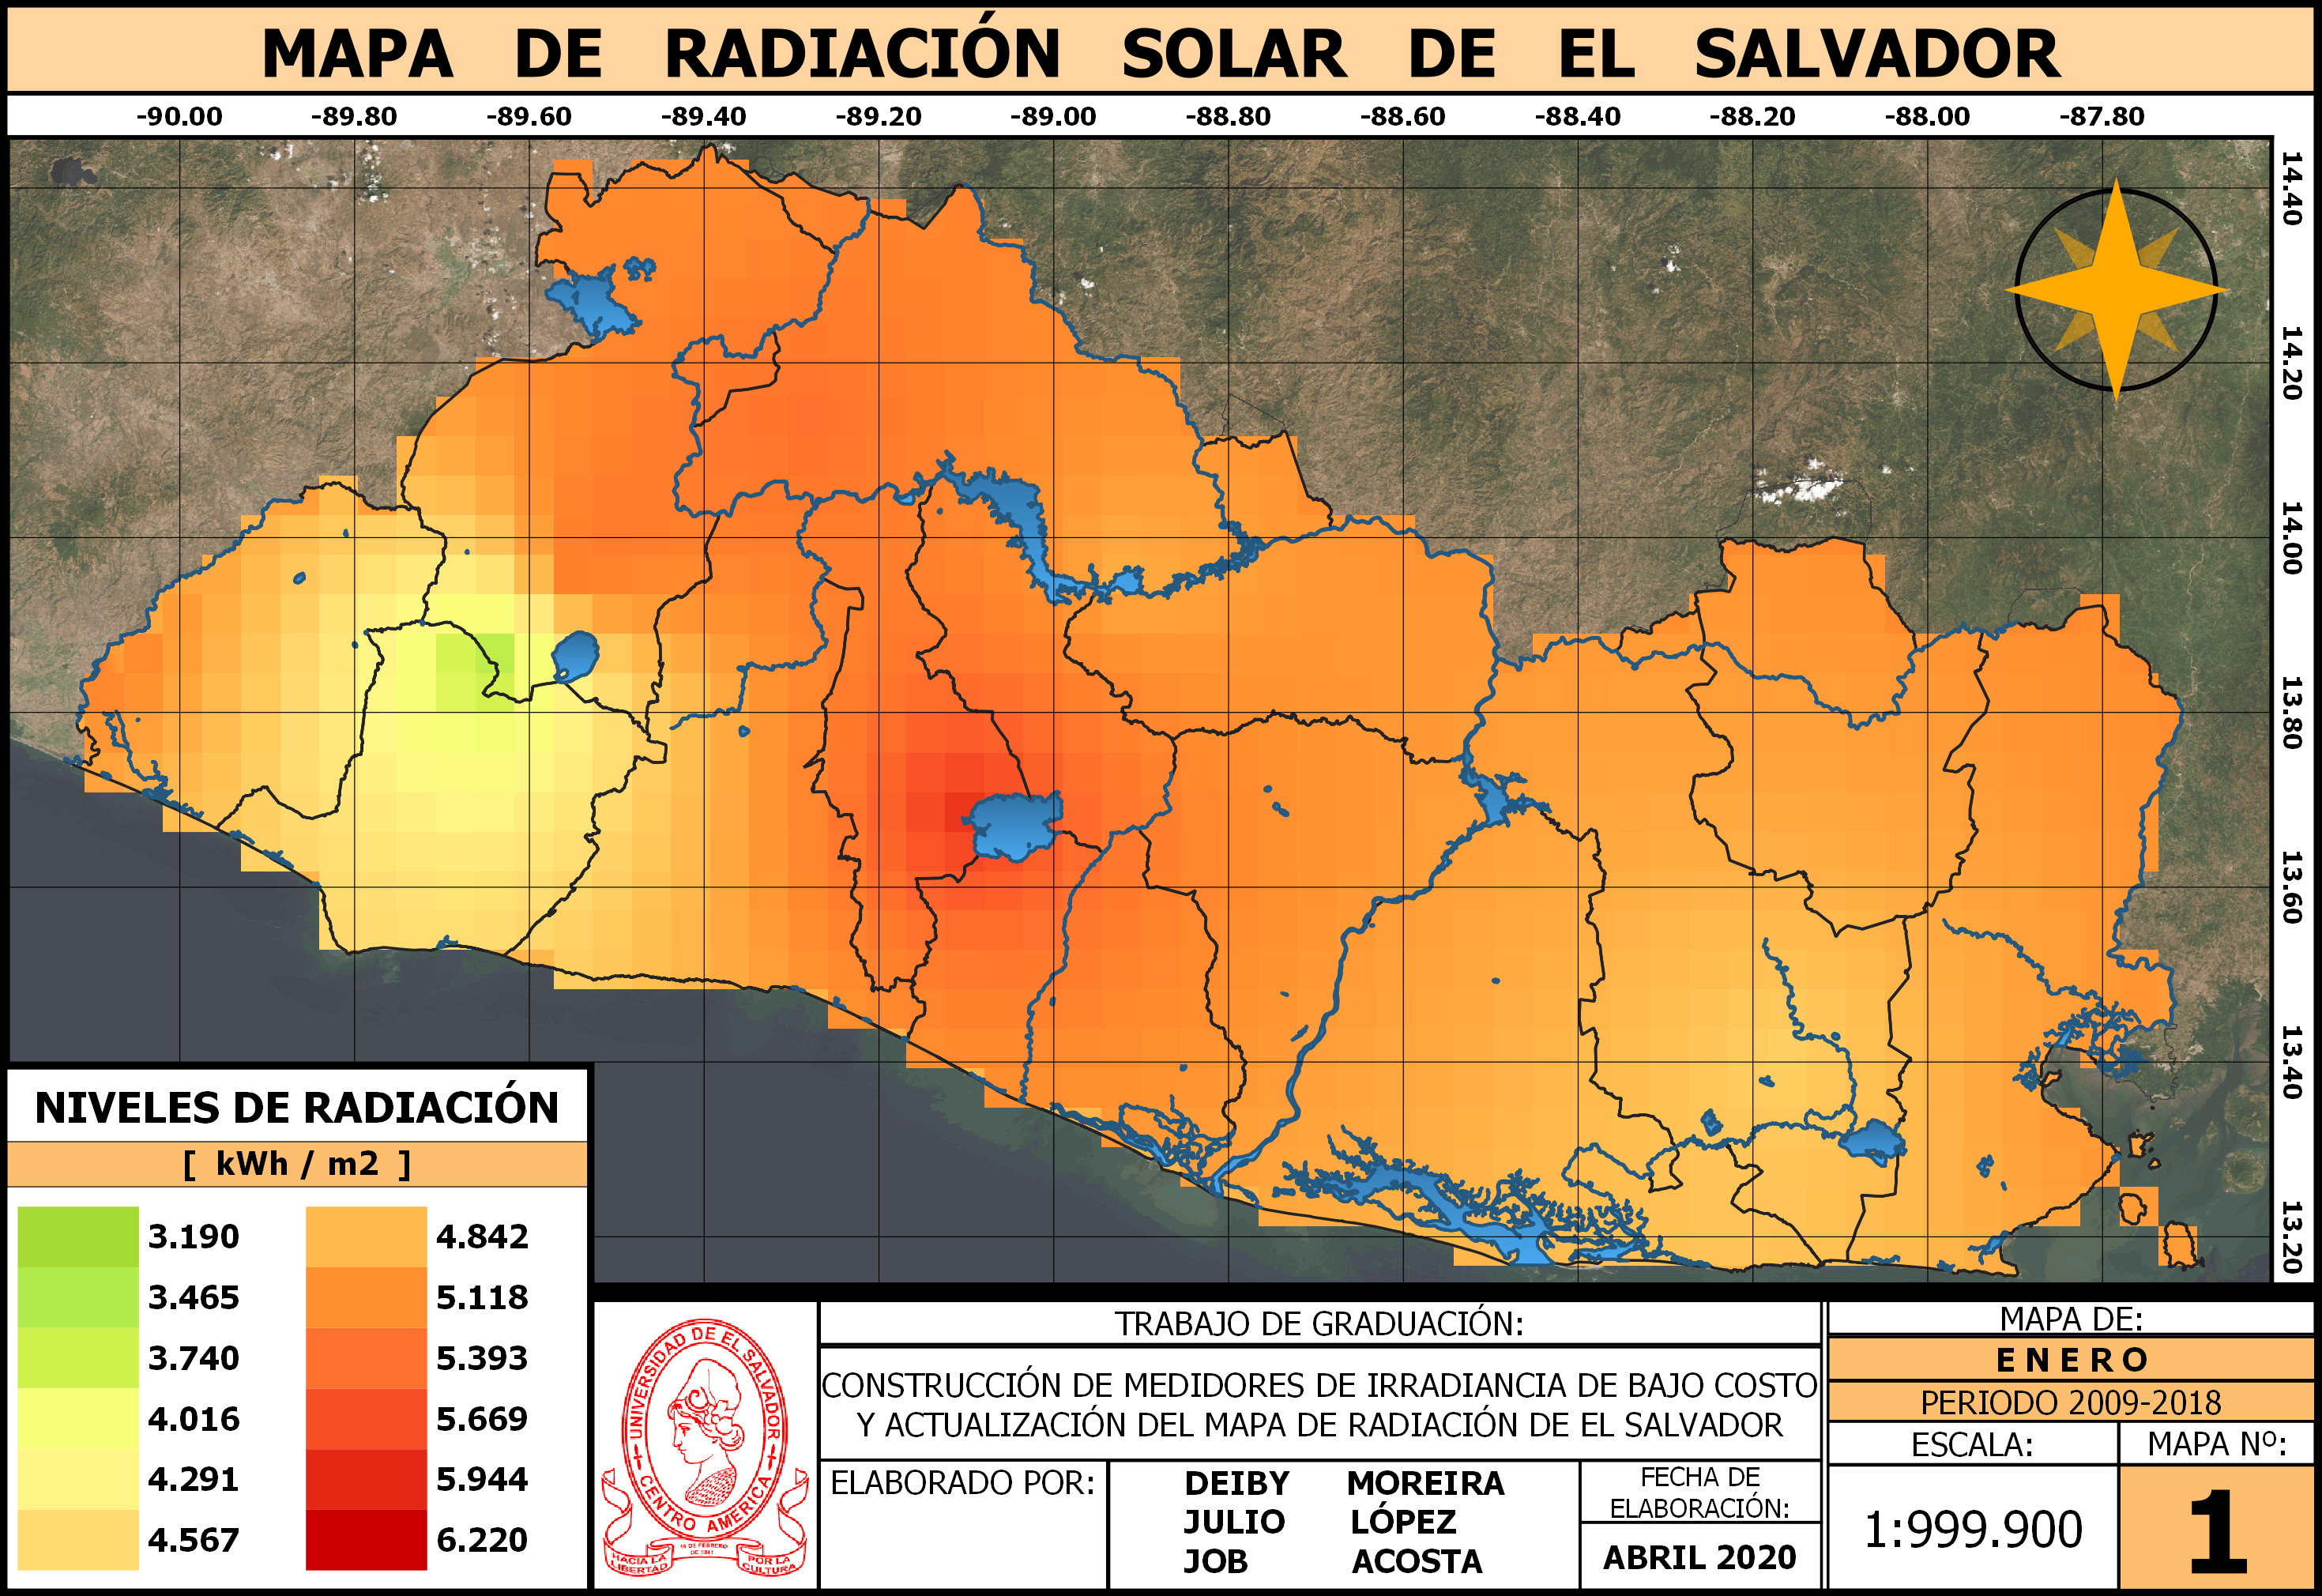 MAPA DE RADIACIÓN SOLAR DE EL SALVADOR
-90.00 -89.80 -89.60 -89.40 -89.20 -89.00 -88.80 -88.60 -88.40 -88.20 -88.00 -87.80
14.40
14.20
14.00
13.80
13.60
13.40
13.20
NIVELES DE RADIACIÓN
[ kWh / m2 ]
3.190 4.842
3.465 5.118
3.740 5.393
4.016 5.669
4.291 5.944
4.567 6.220
UNIVERSIDAD DE EL SALVADOR
CENTRO AMERICA
HACIA LA LIBERTAD
16 DE FEBRERO
DE 1841
POR LA CULTURA
TRABAJO DE GRADUACIÓN:
CONSTRUCCIÓN DE MEDIDORES DE IRRADIANCIA DE BAJO COSTO
Y ACTUALIZACIÓN DEL MAPA DE RADIACIÓN DE EL SALVADOR
ELABORADO POR:
DEIBY MOREIRA
JULIO LÓPEZ
JOB ACOSTA
FECHA DE
ELABORACIÓN:
ABRIL 2020
MAPA DE:
ENERO
PERIODO 2009-2018
ESCALA:
1:999.900
MAPA Nº:
1